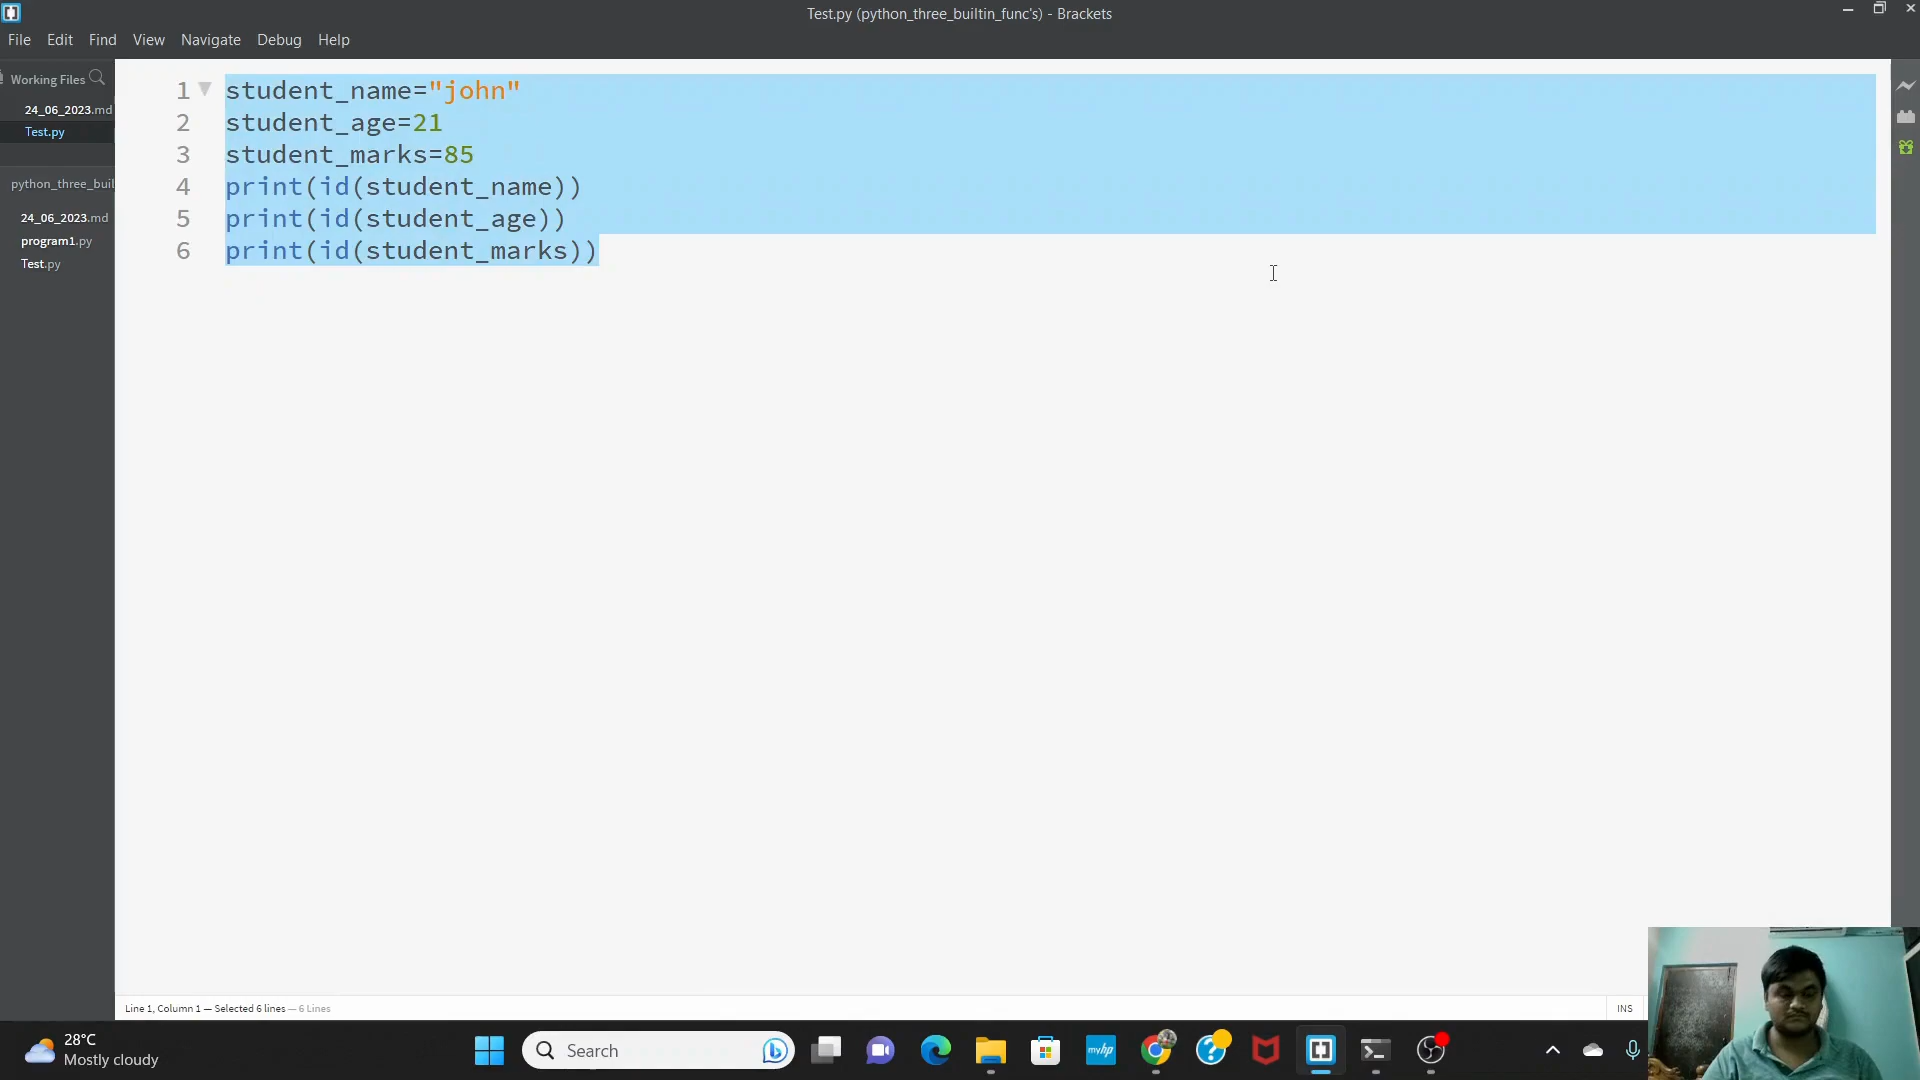 Test.py (python_three_builtin_func's) - Brackets
File Edit Find View Navigate Debug Help
Working Files
24_06_2023.md
Test.py
python_three_buil
24_06_2023.md
program1.py
Test.py
1 student_name="john"
2 student_age=21
3 student_marks=85
4 print(id(student_name))
5 print(id(student_age))
6 print(id(student_marks))
Line 1, Column 1 — Selected 6 lines — 6 Lines
INS
28°C
Mostly cloudy
Search
myhp